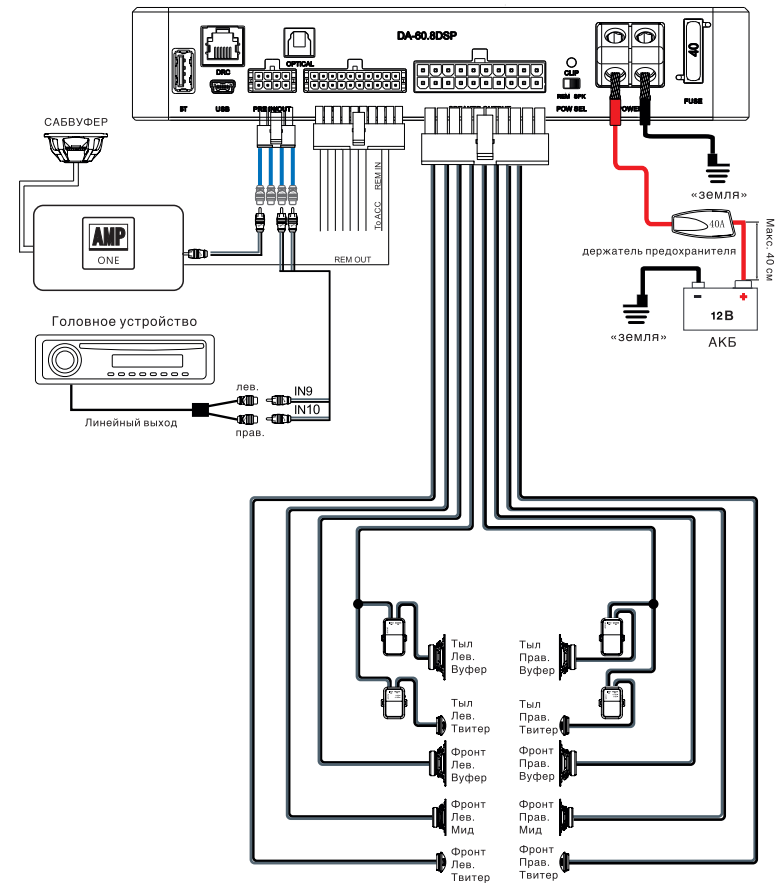 DA-60.8DSP
OPTICAL
DRC
40
CLIP
REM SPK
BT
USB
PRE IN/OUT
POW SEL
POWER
FUSE
САБВУФЕР
REM IN
To ACC
«земля»
AMP
ONE
REM OUT
40A
держатель предохранителя
Макс. 40 см
12В
«земля»
АКБ
Головное устройство
лев.
IN9
IN10
Линейный выход
прав.
Тыл
Лев.
Вуфер
Тыл
Прав.
Вуфер
Тыл
Лев.
Твитер
Тыл
Прав.
Твитер
Фронт
Лев.
Вуфер
Фронт
Прав.
Вуфер
Фронт
Лев.
Мид
Фронт
Прав.
Мид
Фронт
Лев.
Твитер
Фронт
Прав.
Твитер